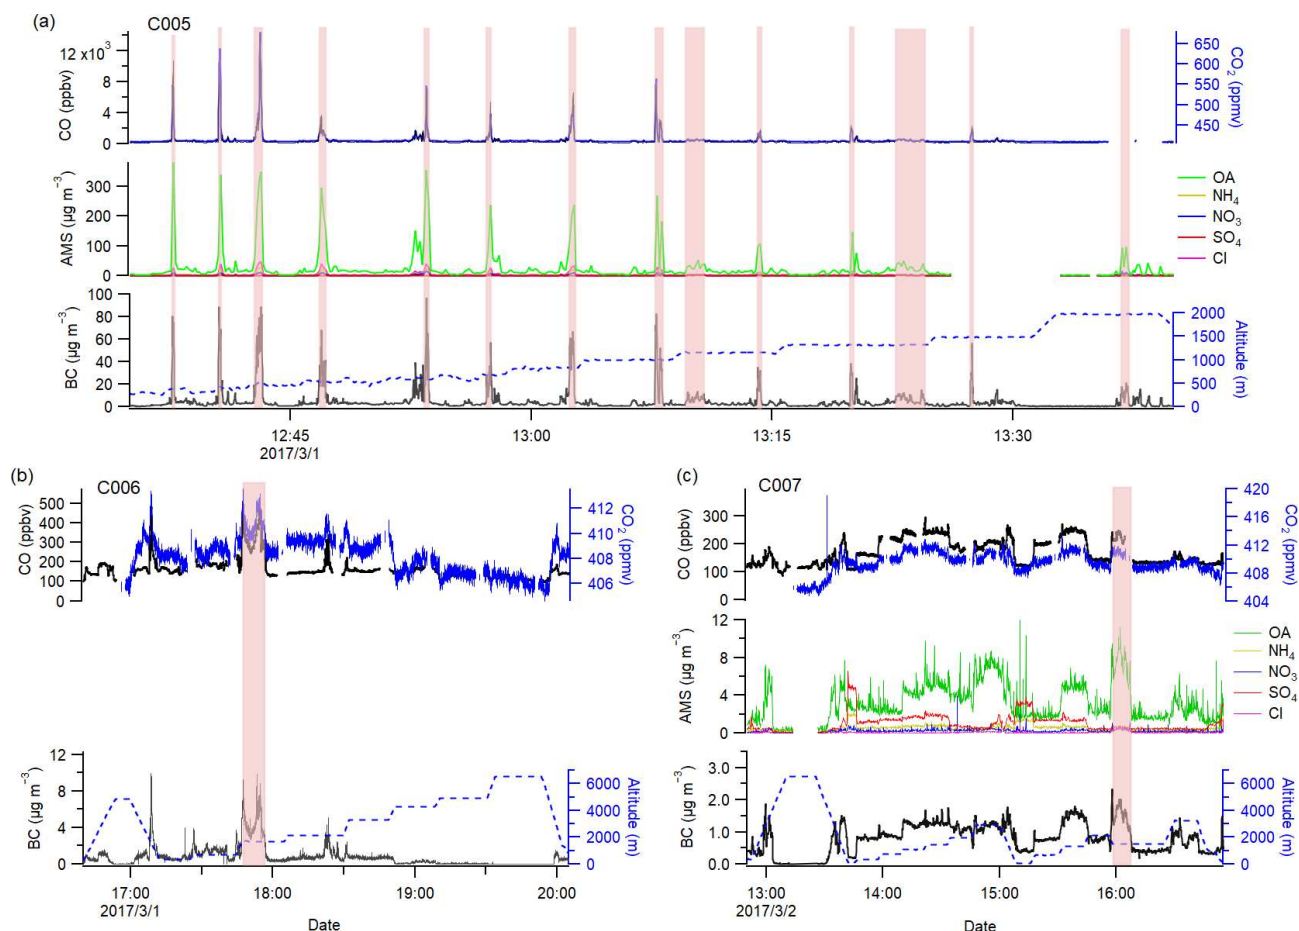 (a)
C005
12 x10³
8
4
0
CO (ppbv)
650
600
550
500
450
CO₂ (ppmv)
300
200
100
0
AMS (µg m⁻³)
OA
NH₄
NO₃
SO₄
Cl
100
80
60
40
20
0
BC (µg m⁻³)
2000
1500
1000
500
0
Altitude (m)
12:45
13:00
13:15
13:30
2017/3/1
(b)
C006
500
400
300
200
100
0
CO (ppbv)
412
410
408
406
CO₂ (ppmv)
12
8
4
0
BC (µg m⁻³)
6000
4000
2000
0
Altitude (m)
17:00
18:00
19:00
20:00
2017/3/1
Date
(c)
C007
300
200
100
0
CO (ppbv)
420
416
412
408
404
CO₂ (ppmv)
12
8
4
0
AMS (µg m⁻³)
OA
NH₄
NO₃
SO₄
Cl
3.0
2.0
1.0
0.0
BC (µg m⁻³)
6000
4000
2000
0
Altitude (m)
13:00
14:00
15:00
16:00
2017/3/2
Date